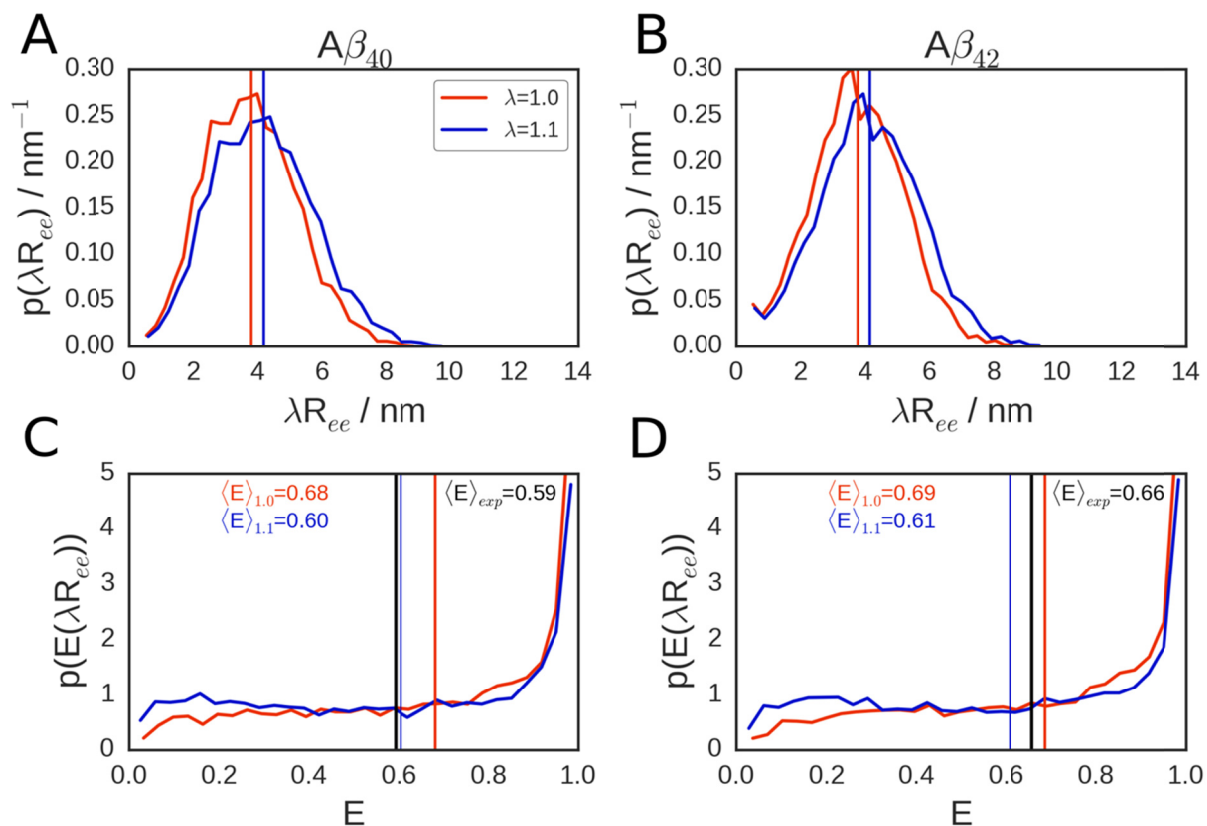 A
Aβ40
0.30
0.25
0.20
0.15
0.10
0.05
0.00
p(λRee) / nm−1
λ=1.0
λ=1.1
0 2 4 6 8 10 12 14
λRee / nm
B
Aβ42
0.30
0.25
0.20
0.15
0.10
0.05
0.00
p(λRee) / nm−1
0 2 4 6 8 10 12 14
λRee / nm
C
5
4
3
2
1
0
p(E(λRee))
⟨E⟩1.0=0.68
⟨E⟩1.1=0.60
⟨E⟩exp=0.59
0.0 0.2 0.4 0.6 0.8 1.0
E
D
5
4
3
2
1
0
p(E(λRee))
⟨E⟩1.0=0.69
⟨E⟩1.1=0.61
⟨E⟩exp=0.66
0.0 0.2 0.4 0.6 0.8 1.0
E